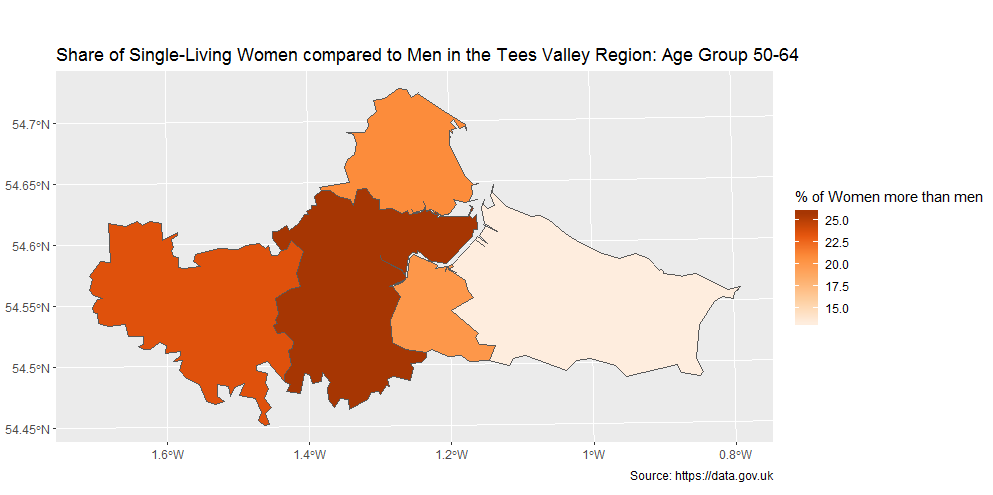 Share of Single-Living Women compared to Men in the Tees Valley Region: Age Group 50-64
54.7°N
54.65°N
54.6°N
54.55°N
54.5°N
54.45°N
1.6°W
1.4°W
1.2°W
1°W
0.8°W
% of Women more than men
25.0
22.5
20.0
17.5
15.0
Source: https://data.gov.uk